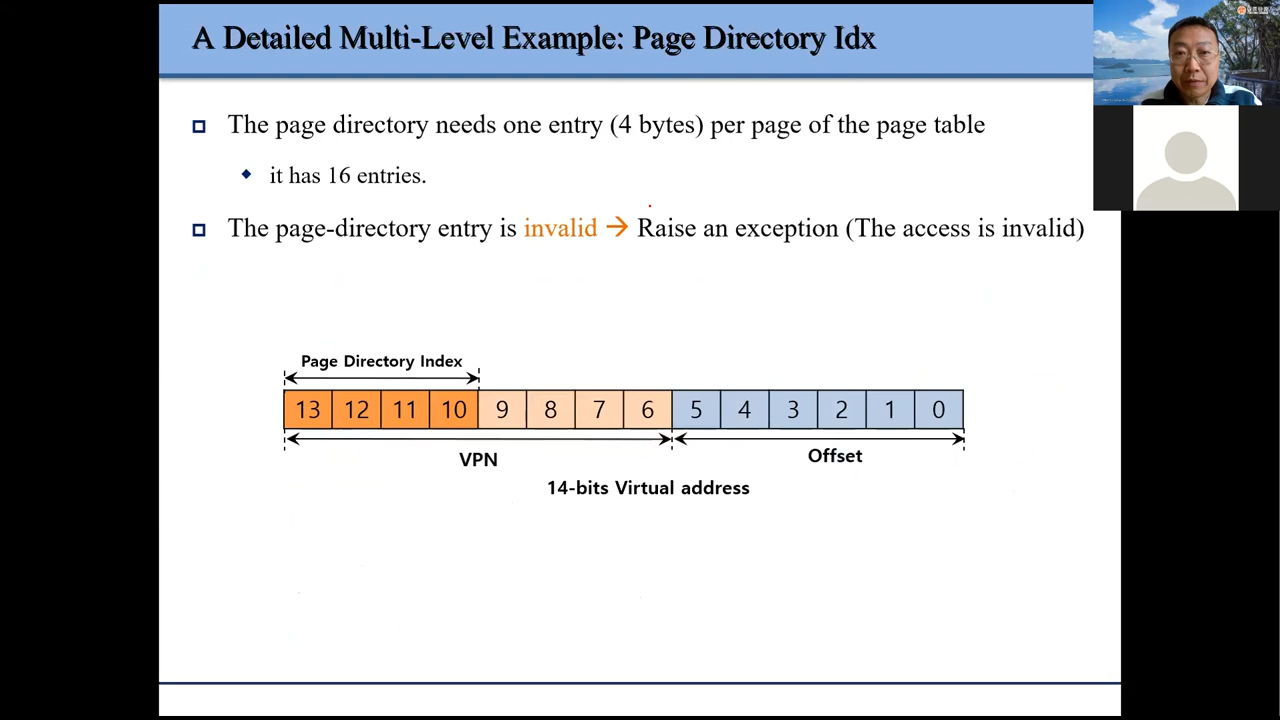 A Detailed Multi-Level Example: Page Directory Idx
The page directory needs one entry (4 bytes) per page of the page table
it has 16 entries.
The page-directory entry is invalid → Raise an exception (The access is invalid)
Page Directory Index
13 12 11 10 9 8 7 6 5 4 3 2 1 0
VPN
Offset
14-bits Virtual address